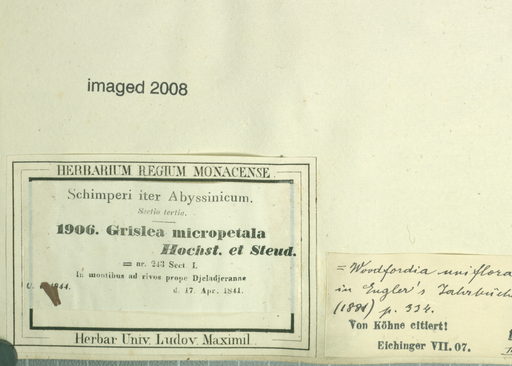 imaged 2008
HERBARIUM REGIUM MONACENSE.
Schimperi iter Abyssinicum.
Sectio tertia.
1906. Grislea micropetala
Hochst. et Steud.
= nr. 243 Sect I.
In montibus ad rivos prope Djeladjeranne
d. 17. Apr. 1841.
U. 1844.
Herbar Univ. Ludov. Maximil.
= Woodfordia uniflora
in Engler's Jahrbüch
(1881) p. 334.
Von Köhne citiert!
Eichinger VII. 07.